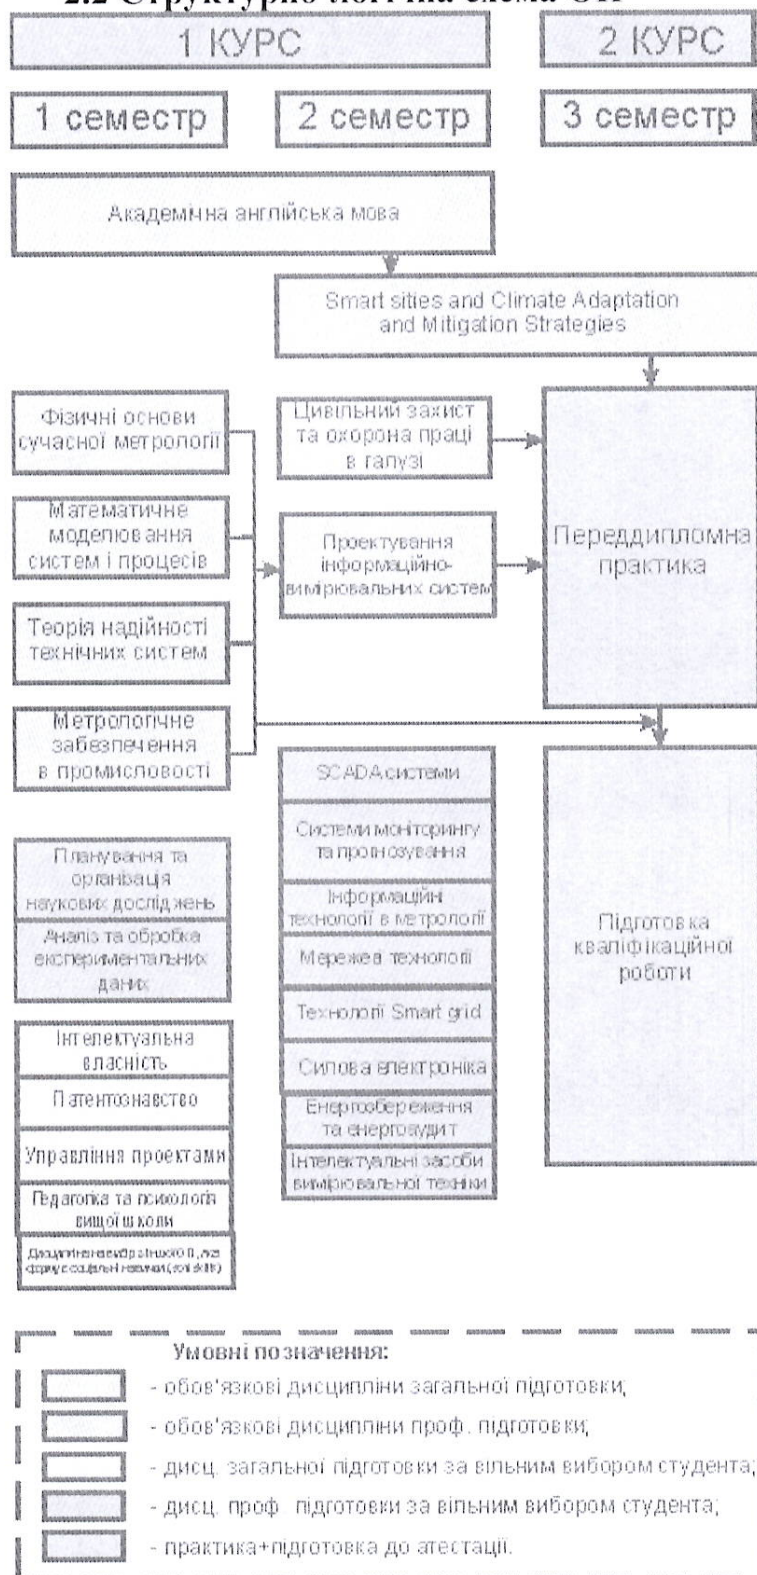 2.2 Структурно
схема
1 КУРС
2 КУРС
1 семестр
2 семестр
3 семестр
Академічна англійська мова
Smart sities and Climate Adaptation
and Mitigation Strategies
Фізичні основи
сучасної метрології
Математичне
моделювання
систем і процесів
Теорія надійності
технічних систем
Метрологічне
забезпечення
в промисловості
Цивільний захист
та охорона праці
в галузі
Проектування
інформаційно-
вимірювальних систем
Переддипломна
практика
Планування та
організація
наукових досліджень
Аналіз та обробка
експериментальних
даних
Інтелектуальна
власність
Патентознавство
Управління проектами
Педагогіка та психологія
вищої школи
SCADA системи
Системи моніторингу
та прогнозування
Інформаційні
технології в метрології
Мережеві технології
Технології Smart grid
Силова електроніка
Енергозбереження
та енергоаудит
Інтелектуальні засоби
вимірювальної техніки
Підготовка
кваліфікаційної
роботи
Умовні позначення:
- обов'язкові дисципліни загальної підготовки;
- обов'язкові дисципліни проф. підготовки;
- дисц. загальної підготовки за вільним вибором студента;
- дисц. проф. підготовки за вільним вибором студента;
- практика+підготовка до атестації.